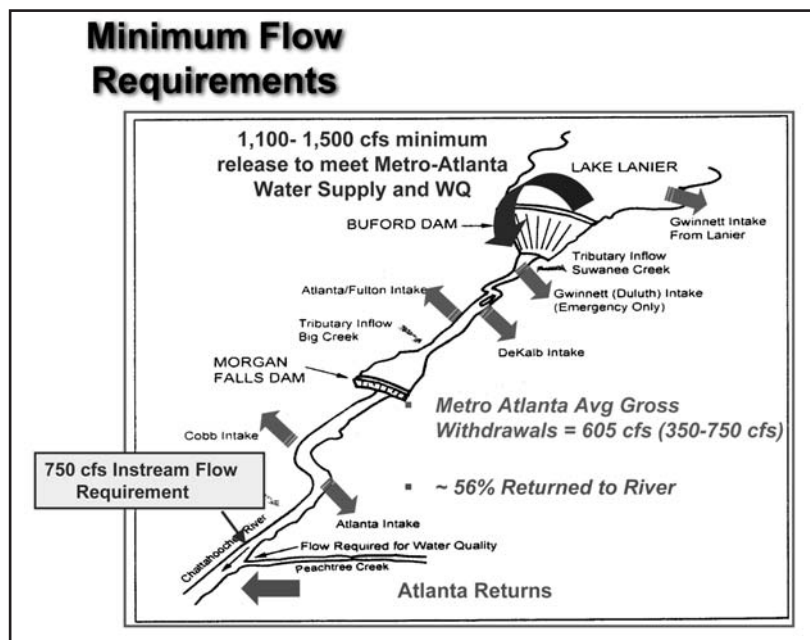 Minimum Flow
Requirements
1,100- 1,500 cfs minimum
release to meet Metro-Atlanta
Water Supply and WQ
LAKE LANIER
BUFORD DAM
Gwinnett Intake
From Lanier
Tributary Inflow
Suwanee Creek
Atlanta/Fulton Intake
Gwinnett (Duluth) Intake
(Emergency Only)
Tributary Inflow
Big Creek
DeKalb Intake
MORGAN
FALLS DAM
▪ Metro Atlanta Avg Gross
Withdrawals = 605 cfs (350-750 cfs)
Cobb Intake
750 cfs Instream Flow
Requirement
▪ ~ 56% Returned to River
Atlanta Intake
Chattahoochee River
Flow Required for Water Quality
Peachtree Creek
Atlanta Returns